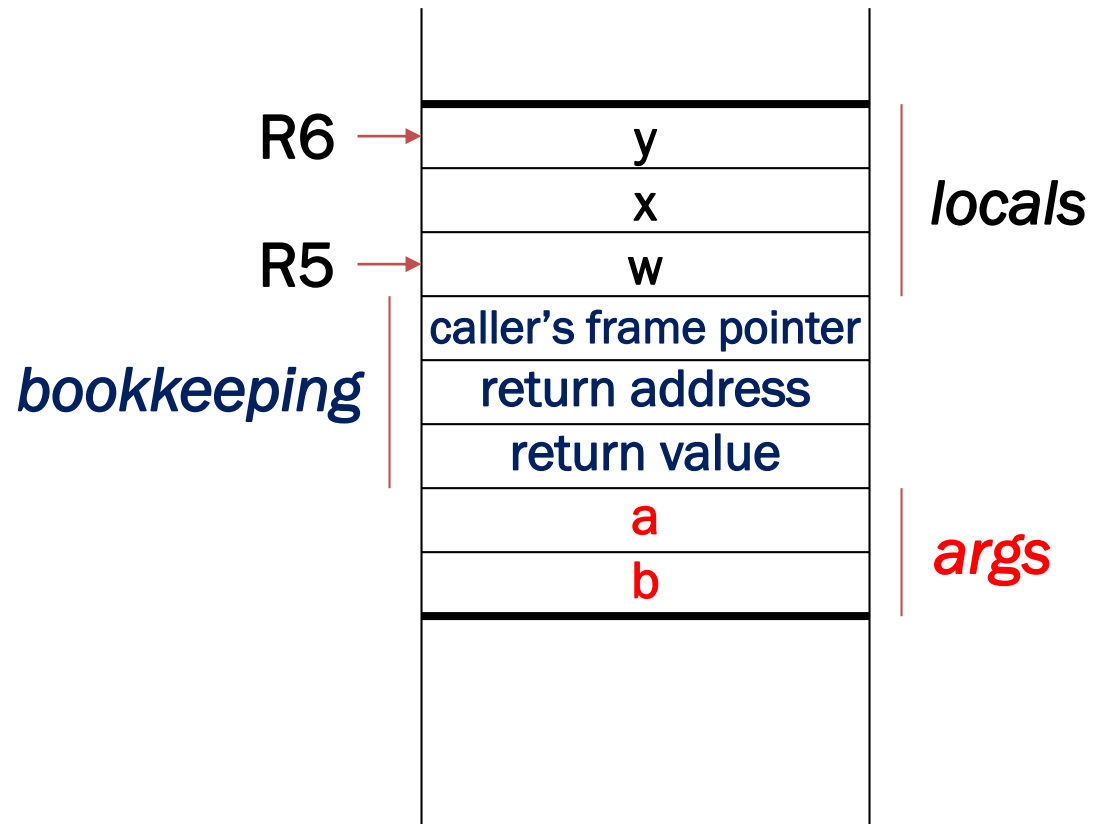 R6
y
x
locals
R5
w
caller's frame pointer
bookkeeping
return address
return value
a
args
b